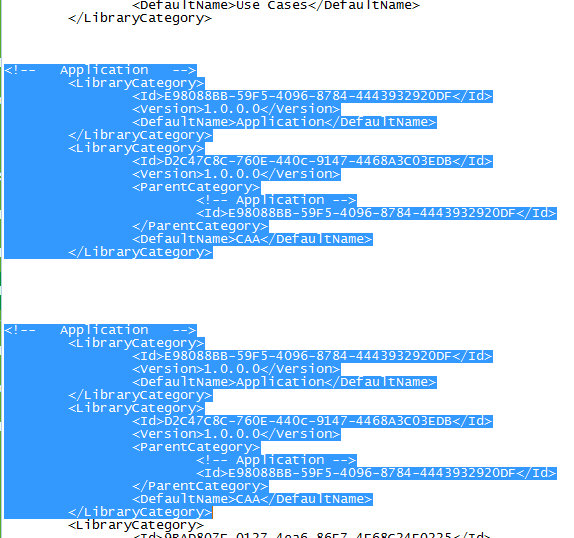 <DefaultName>Use Cases</DefaultName>
</LibraryCategory>
<!--   Application   -->
<LibraryCategory>
<Id>E98088BB-59F5-4096-8784-4443932920DF</Id>
<Version>1.0.0.0</Version>
<DefaultName>Application</DefaultName>
</LibraryCategory>
<LibraryCategory>
<Id>D2C47C8C-760E-440c-9147-4468A3C03EDB</Id>
<Version>1.0.0.0</Version>
<ParentCategory>
<!-- Application -->
<Id>E98088BB-59F5-4096-8784-4443932920DF</Id>
</ParentCategory>
<DefaultName>CAA</DefaultName>
</LibraryCategory>
<!--   Application   -->
<LibraryCategory>
<Id>E98088BB-59F5-4096-8784-4443932920DF</Id>
<Version>1.0.0.0</Version>
<DefaultName>Application</DefaultName>
</LibraryCategory>
<LibraryCategory>
<Id>D2C47C8C-760E-440c-9147-4468A3C03EDB</Id>
<Version>1.0.0.0</Version>
<ParentCategory>
<!-- Application -->
<Id>E98088BB-59F5-4096-8784-4443932920DF</Id>
</ParentCategory>
<DefaultName>CAA</DefaultName>
</LibraryCategory>
<LibraryCategory>